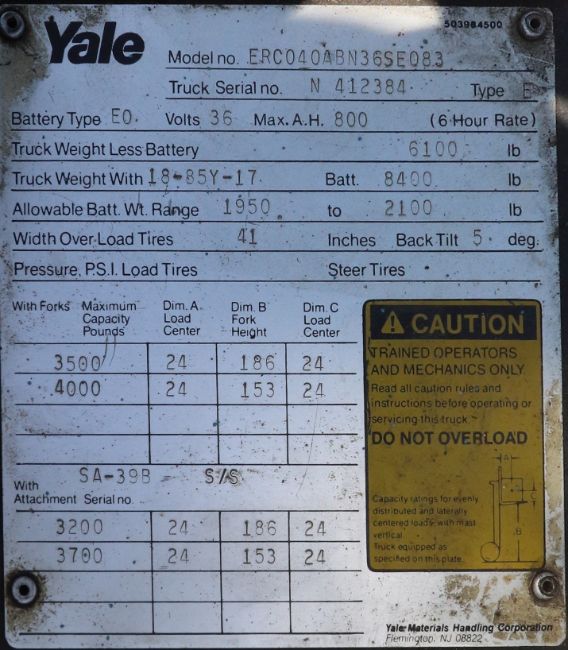 503984500
Yale
Model no. ERC040ABN36SE083
Truck Serial no. N 412384 Type E
Battery Type EO. Volts 36 Max. A.H. 800 (6 Hour Rate)
Truck Weight Less Battery 6100 lb
Truck Weight With 18-85Y-17 Batt. 8400 lb
Allowable Batt. Wt. Range 1950 to 2100 lb
Width Over Load Tires 41 Inches Back Tilt 5 deg.
Pressure, P.S.I. Load Tires Steer Tires
With Forks Maximum Capacity Pounds Dim. A Load Center Dim. B Fork Height Dim. C Load Center
3500 24 186 24
4000 24 153 24
With Attachment Serial no. SA-39B - S/S
3200 24 186 24
3700 24 153 24
CAUTION
TRAINED OPERATORS
AND MECHANICS ONLY
Read all caution rules and
instructions before operating or
servicing this truck
DO NOT OVERLOAD
A
C
B
Capacity ratings for evenly
distributed and laterally
centered loads with mast
vertical
Truck equipped as
specified on this plate.
Yale Materials Handling Corporation
Flemington, NJ 08822